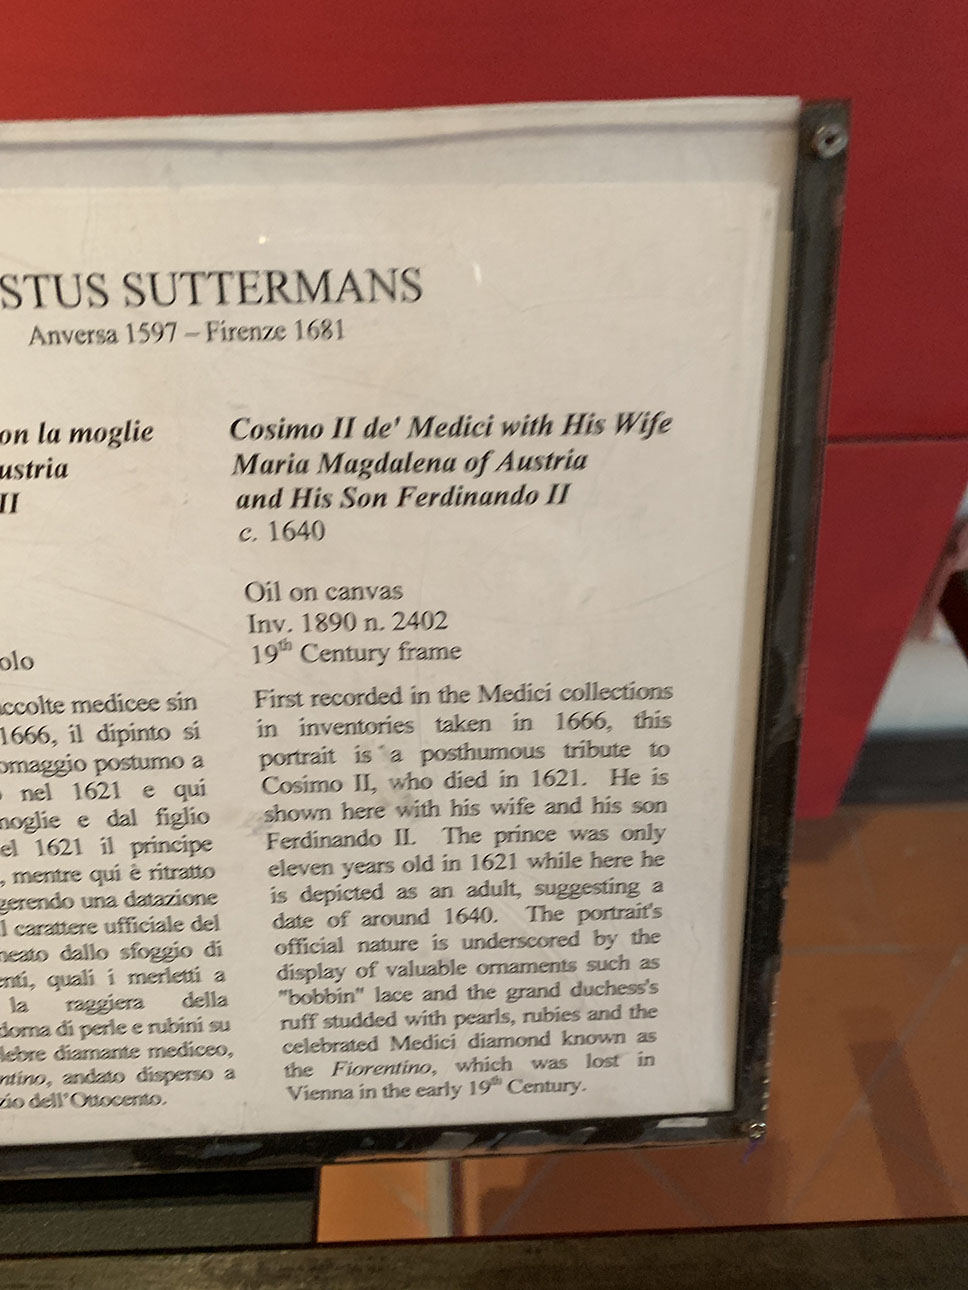 STUS SUTTERMANS
Anversa 1597 – Firenze 1681
on la moglie
ustria
II
olo
ccolte medicee sin
1666, il dipinto si
omaggio postumo a
nel 1621 e qui
moglie e dal figlio
el 1621 il principe
, mentre qui è ritratto
gerendo una datazione
l carattere ufficiale del
neato dallo sfoggio di
enti, quali i merletti a
la raggiera della
doma di perle e rubini su
lebre diamante mediceo,
ntino, andato disperso a
zio dell'Ottocento.
Cosimo II de' Medici with His Wife
Maria Magdalena of Austria
and His Son Ferdinando II
c. 1640
Oil on canvas
Inv. 1890 n. 2402
19th Century frame
First recorded in the Medici collections
in inventories taken in 1666, this
portrait is a posthumous tribute to
Cosimo II, who died in 1621. He is
shown here with his wife and his son
Ferdinando II. The prince was only
eleven years old in 1621 while here he
is depicted as an adult, suggesting a
date of around 1640. The portrait's
official nature is underscored by the
display of valuable ornaments such as
"bobbin" lace and the grand duchess's
ruff studded with pearls, rubies and the
celebrated Medici diamond known as
the Fiorentino, which was lost in
Vienna in the early 19th Century.